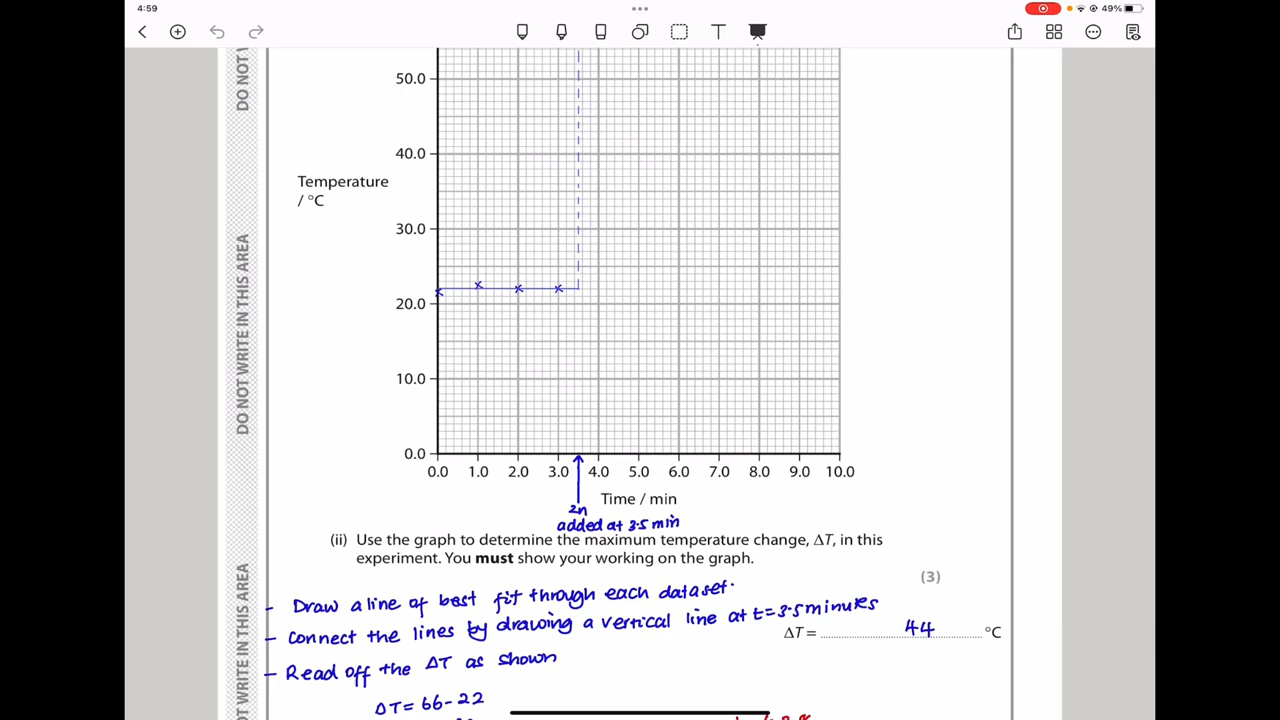 4:59
49%
DO NOT
50.0
40.0
Temperature
/ °C
30.0
DO NOT WRITE IN THIS AREA
20.0
10.0
0.0
0.0 1.0 2.0 3.0 4.0 5.0 6.0 7.0 8.0 9.0 10.0
Time / min
Zn
added at 3.5 min
(ii) Use the graph to determine the maximum temperature change, ΔT, in this
experiment. You must show your working on the graph.
(3)
NOT WRITE IN THIS AREA
- Draw a line of best fit through each dataset.
- Connect the lines by drawing a vertical line at t=3.5 minutes
ΔT = 44 °C
- Read off the ΔT as shown
ΔT = 66-22